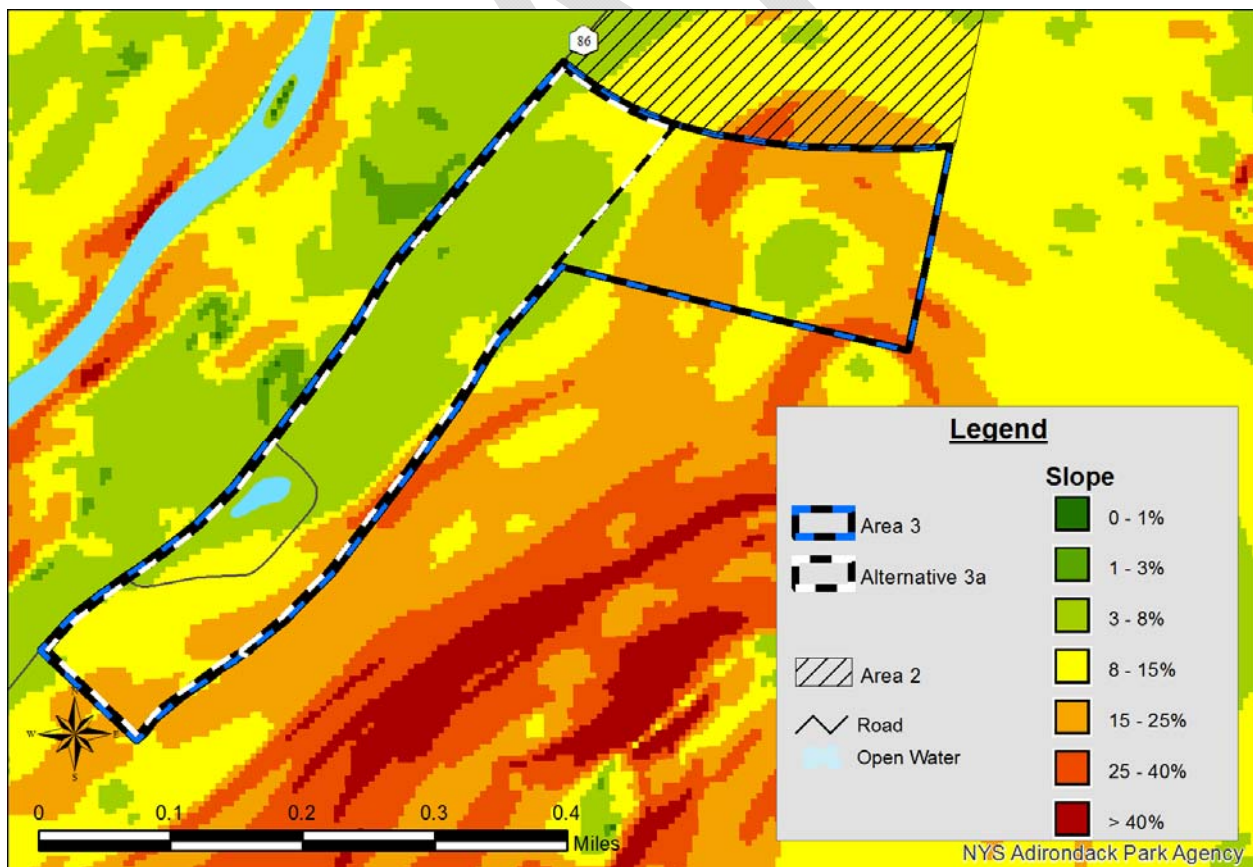 86
Legend
Slope
Area 3
Alternative 3a
Area 2
Road
Open Water
0 - 1%
1 - 3%
3 - 8%
8 - 15%
15 - 25%
25 - 40%
> 40%
N
W
E
S
0 0.1 0.2 0.3 0.4
Miles
NYS Adirondack Park Agency